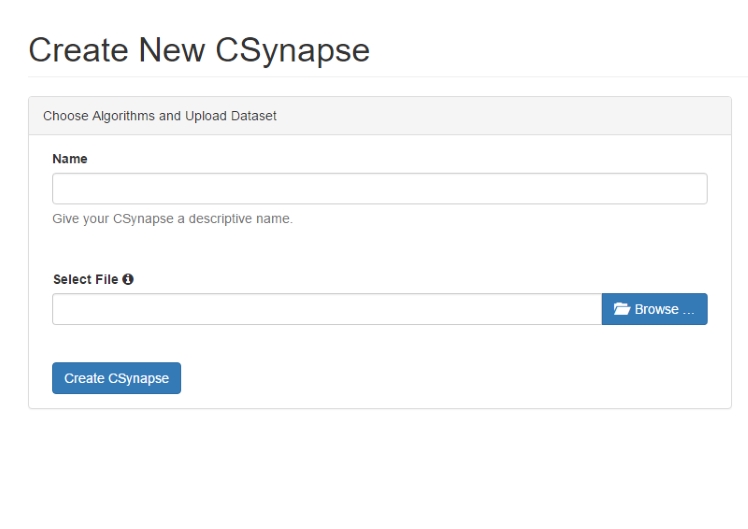 Create New CSynapse
Choose Algorithms and Upload Dataset
Name
Give your CSynapse a descriptive name.
Select File
Browse ...
Create CSynapse